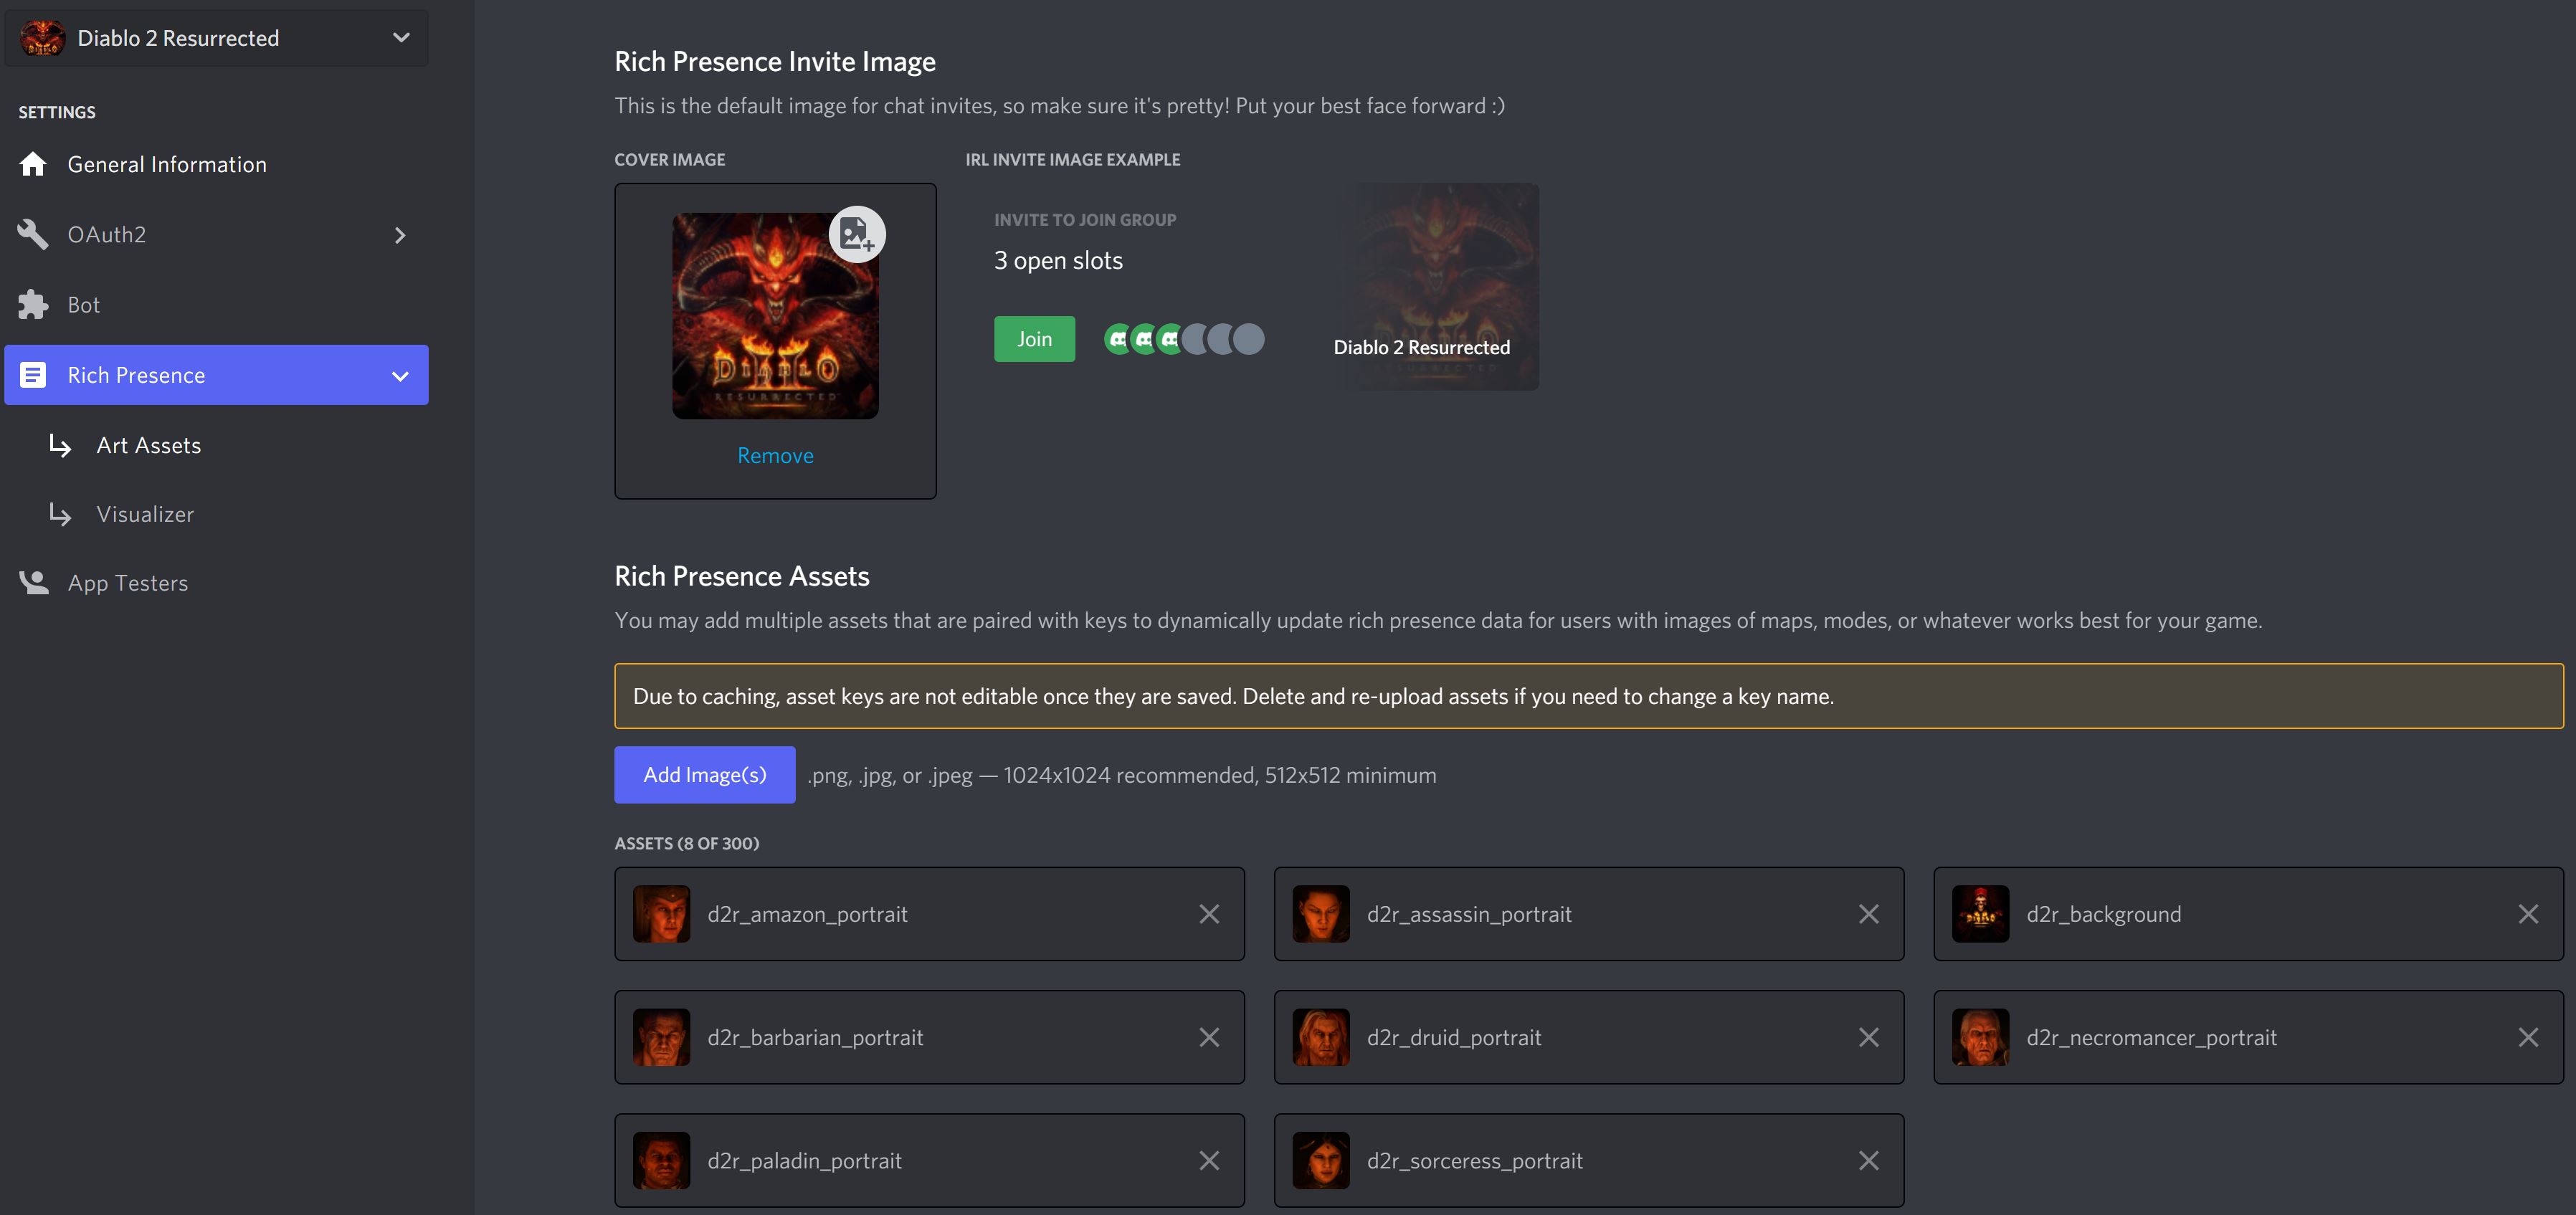 Diablo 2 Resurrected
SETTINGS
General Information
OAuth2
Bot
Rich Presence
Art Assets
Visualizer
App Testers
Rich Presence Invite Image
This is the default image for chat invites, so make sure it's pretty! Put your best face forward :)
COVER IMAGE
DIABLO
II
RESURRECTED
Remove
IRL INVITE IMAGE EXAMPLE
INVITE TO JOIN GROUP
3 open slots
Join
Diablo 2 Resurrected
Rich Presence Assets
You may add multiple assets that are paired with keys to dynamically update rich presence data for users with images of maps, modes, or whatever works best for your game.
Due to caching, asset keys are not editable once they are saved. Delete and re-upload assets if you need to change a key name.
Add Image(s)
.png, .jpg, or .jpeg — 1024x1024 recommended, 512x512 minimum
ASSETS (8 OF 300)
d2r_amazon_portrait
d2r_assassin_portrait
DIABLO
d2r_background
d2r_barbarian_portrait
d2r_druid_portrait
d2r_necromancer_portrait
d2r_paladin_portrait
d2r_sorceress_portrait